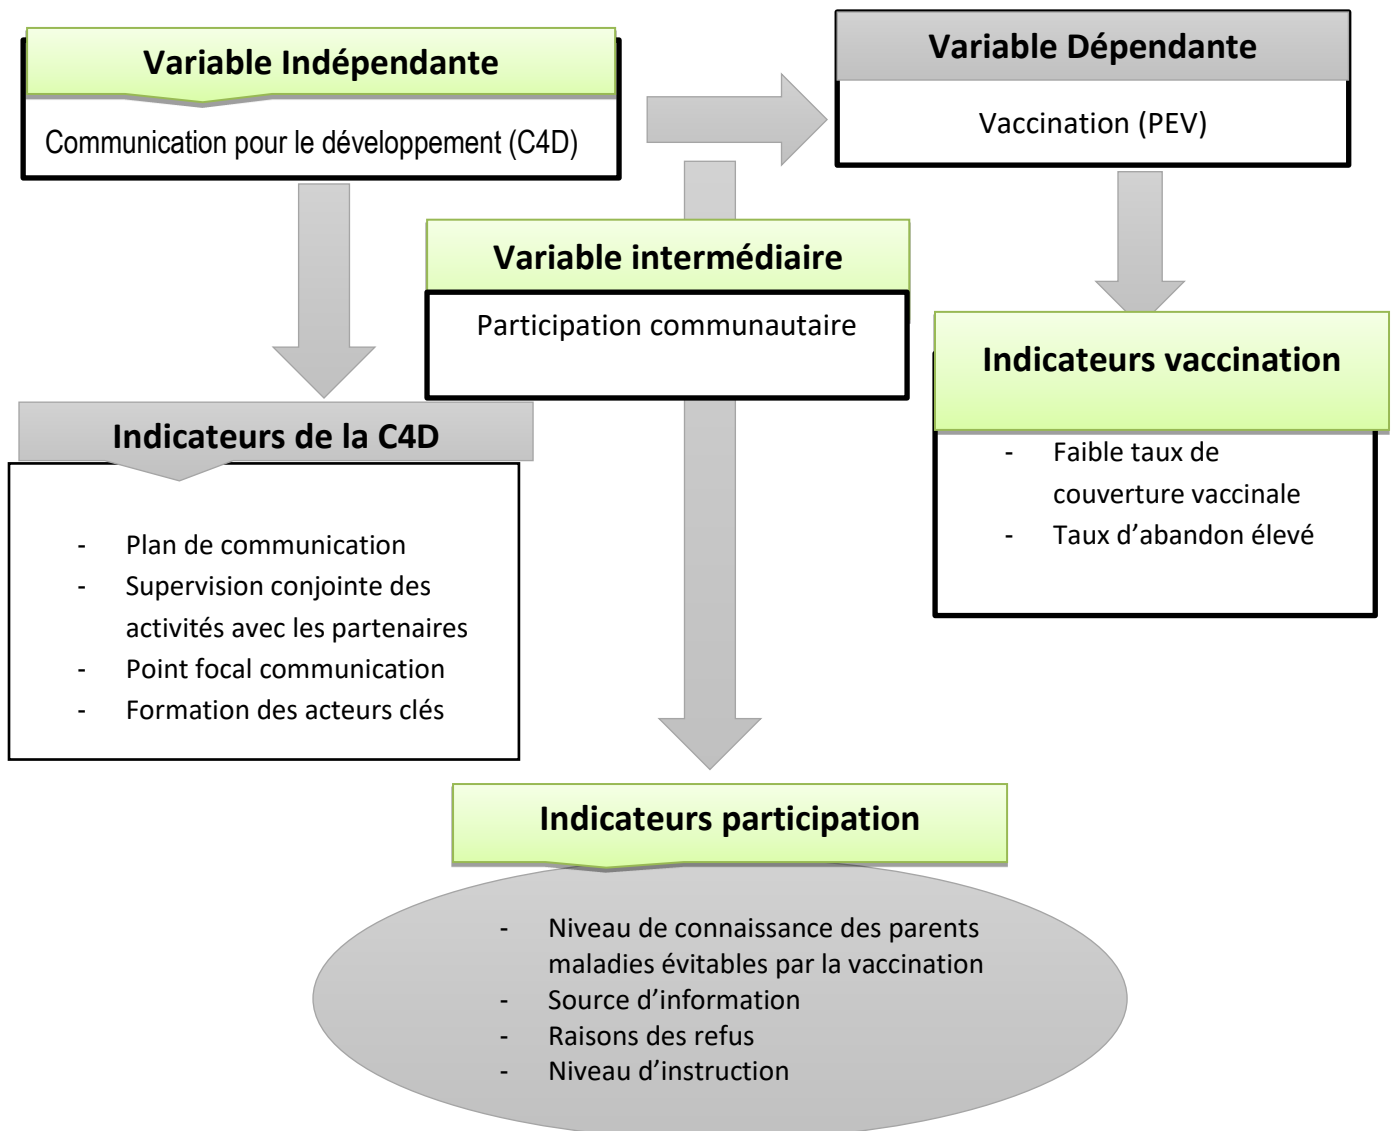 Variable Indépendante
Communication pour le développement (C4D)
Variable Dépendante
Vaccination (PEV)
Variable intermédiaire
Participation communautaire
Indicateurs de la C4D
- Plan de communication
- Supervision conjointe des
activités avec les partenaires
- Point focal communication
- Formation des acteurs clés
Indicateurs vaccination
- Faible taux de
couverture vaccinale
- Taux d’abandon élevé
Indicateurs participation
- Niveau de connaissance des parents
maladies évitables par la vaccination
- Source d’information
- Raisons des refus
- Niveau d’instruction